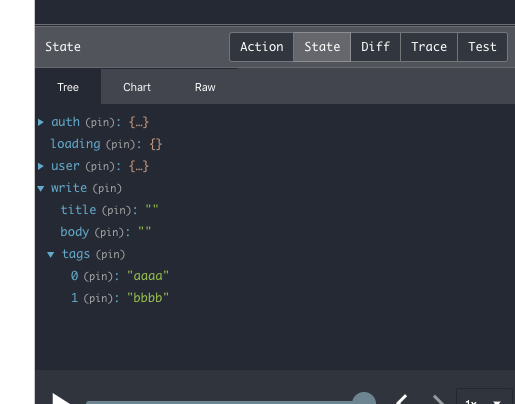 State Action State Diff Trace Test
Tree Chart Raw
auth (pin): {…}
loading (pin): {}
user (pin): {…}
write (pin)
title (pin): ""
body (pin): ""
tags (pin)
0 (pin): "aaaa"
1 (pin): "bbbb"
1x